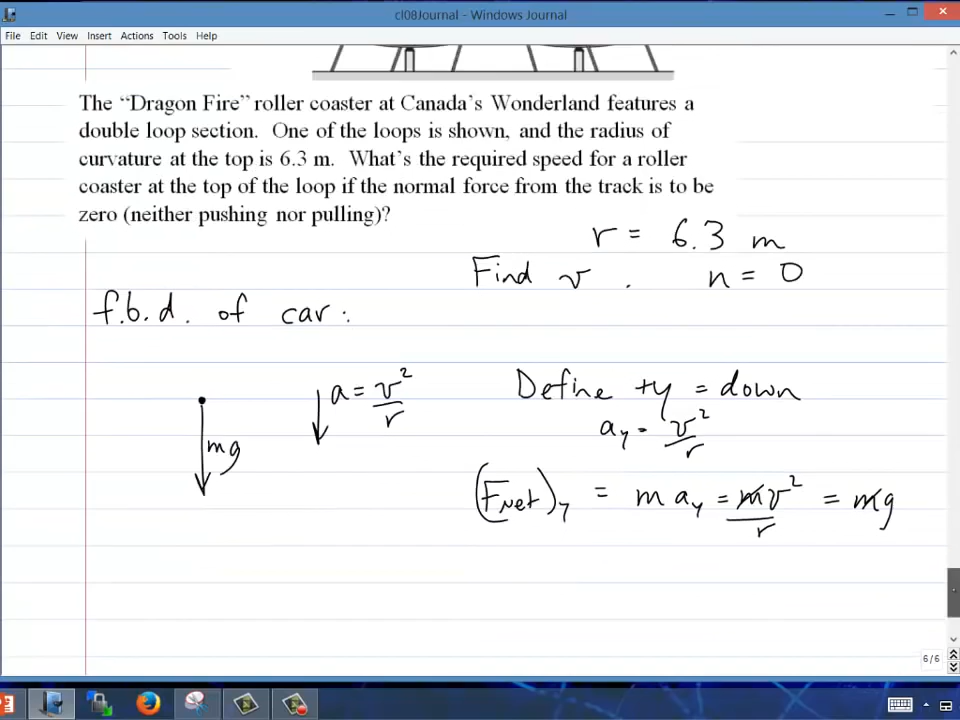 cl08Journal - Windows Journal
File Edit View Insert Actions Tools Help
The “Dragon Fire” roller coaster at Canada’s Wonderland features a
double loop section. One of the loops is shown, and the radius of
curvature at the top is 6.3 m. What’s the required speed for a roller
coaster at the top of the loop if the normal force from the track is to be
zero (neither pushing nor pulling)?
r = 6.3 m
Find v . n = 0
f.b.d. of car :
mg
a = v²/r
Define +y = down
a_y = v²/r
(F_Net)_y = m a_y = mv²/r = mg
6/6